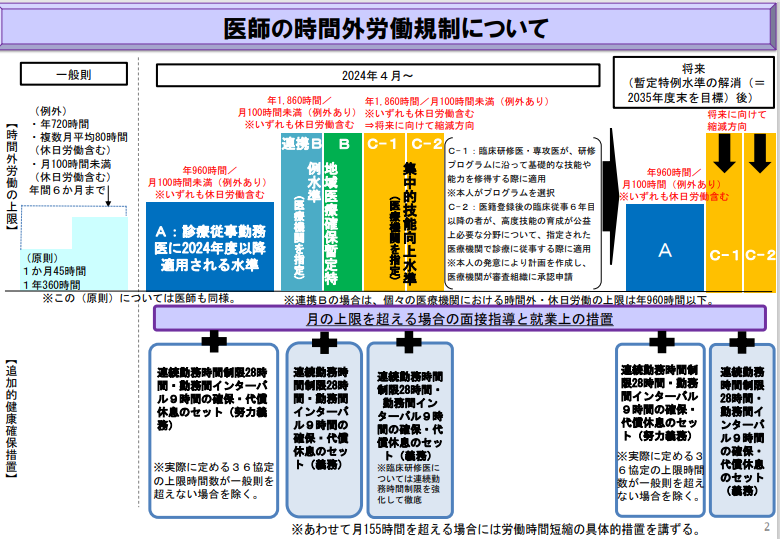 医師の時間外労働規制について
一般則
2024年４月～
将来
（暫定特例水準の解消（＝
2035年度末を目標）後）
【時間外労働の上限】
（例外）
・年720時間
・複数月平均80時間
（休日労働含む）
・月100時間未満
（休日労働含む）
年間６か月まで
（原則）
１か月45時間
１年360時間
※この（原則）については医師も同様。
年960時間／
月100時間未満（例外あり）
※いずれも休日労働含む
Ａ：診療従事勤務
医に2024年度以降
適用される水準
年1,860時間／
月100時間未満（例外あり）
※いずれも休日労働含む
連携Ｂ
Ｂ
地域医療確保暫定特
例水準
（医療機関を指定）
年1,860時間／月100時間未満（例外あり）
※いずれも休日労働含む
⇒将来に向けて縮減方向
Ｃ－１
Ｃ－２
集中的技能向上水準
（医療機関を指定）
Ｃ－１：臨床研修医・専攻医が、研修
プログラムに沿って基礎的な技能や
能力を修得する際に適用
※本人がプログラムを選択
Ｃ－２：医籍登録後の臨床従事６年目
以降の者が、高度技能の育成が公益
上必要な分野について、指定された
医療機関で診療に従事する際に適用
※本人の発意により計画を作成し、
医療機関が審査組織に承認申請
※連携Ｂの場合は、個々の医療機関における時間外・休日労働の上限は年960時間以下。
年960時間／
月100時間（例外あり）
※いずれも休日労働含む
Ａ
将来に向けて
縮減方向
Ｃ－１
Ｃ－２
月の上限を超える場合の面接指導と就業上の措置
【追加的健康確保措置】
連続勤務時間制限28時
間・勤務間インターバ
ル９時間の確保・代償
休息のセット（努力義
務）
※実際に定める３６協定
の上限時間数が一般則を
超えない場合を除く。
連続勤務時
間制限28時
間・勤務間
インターバ
ル９時間の
確保・代償
休息のセッ
ト（義務）
連続勤務時間
制限28時間・
勤務間イン
ターバル９時
間の確保・代
償休息のセッ
ト（義務）
※臨床研修医に
ついては連続勤
務時間制限を強
化して徹底
連続勤務時間制
限28時間・勤務
間インターバル
９時間の確保・
代償休息のセッ
ト（努力義務）
※実際に定める３
６協定の上限時間
数が一般則を超え
ない場合を除く。
連続勤務時
間制限28時
間・勤務間
インターバ
ル９時間の
確保・代償
休息のセッ
ト（義務）
※あわせて月155時間を超える場合には労働時間短縮の具体的措置を講ずる。
2